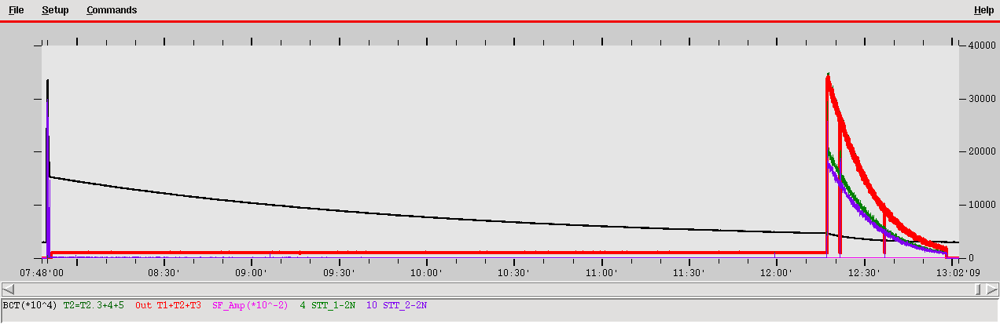 File Setup Commands Help
40000
30000
20000
10000
0
07:48'00 08:30' 09:00' 09:30' 10:00' 10:30' 11:00' 11:30' 12:00' 12:30' 13:02'09
BCT(*10^4) T2=T2.3+4+5 Out T1+T2+T3 SF_Amp(*10^-2) 4 STT_1-2N 10 STT_2-2N